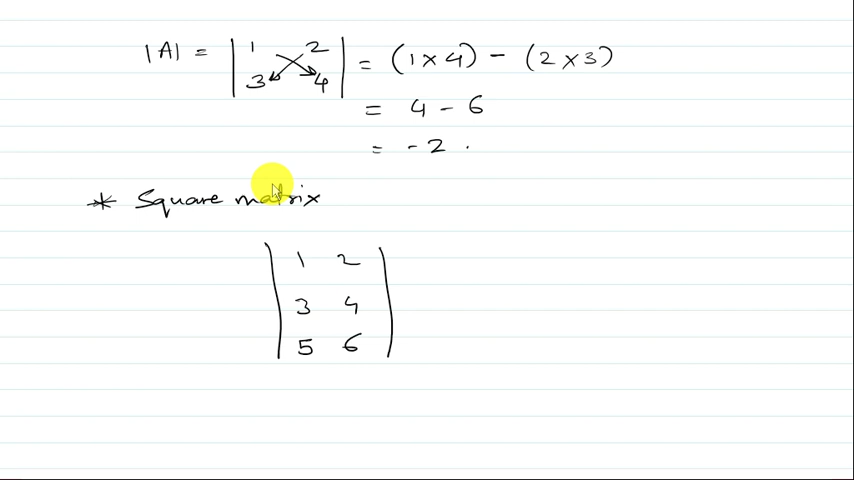 |A| = | 1 2 | = (1 × 4) - (2 × 3)
| 3 4 |
= 4 - 6
= -2 .
* Square matrix
| 1 2 |
| 3 4 |
| 5 6 |